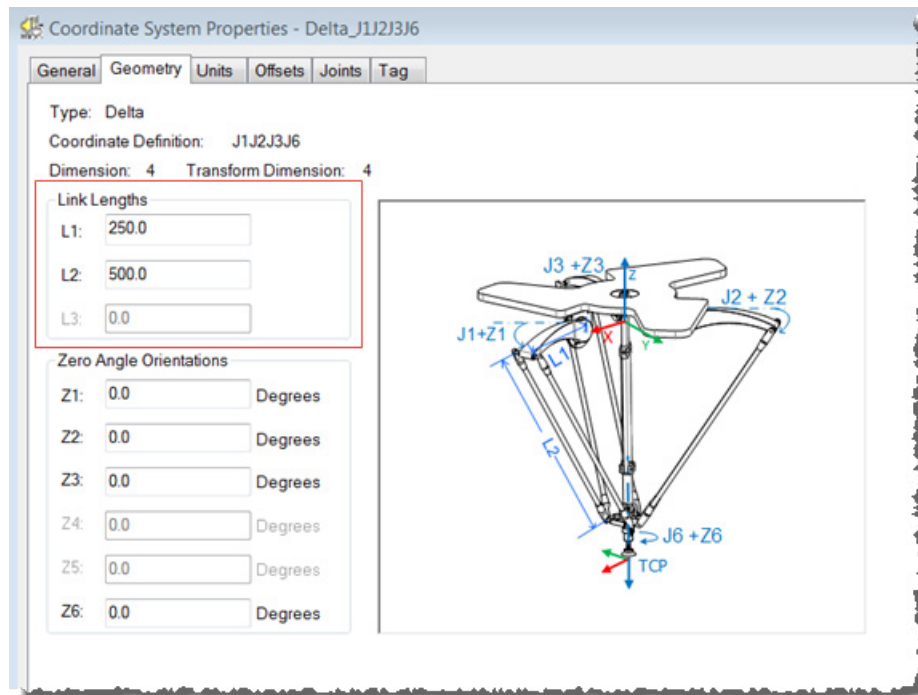 Coordinate System Properties - Delta_J1J2J3J6
General Geometry Units Offsets Joints Tag
Type: Delta
Coordinate Definition: J1J2J3J6
Dimension: 4 Transform Dimension: 4
Link Lengths
L1: 250.0
L2: 500.0
L3: 0.0
Zero Angle Orientations
Z1: 0.0 Degrees
Z2: 0.0 Degrees
Z3: 0.0 Degrees
Z4: 0.0 Degrees
Z5: 0.0 Degrees
Z6: 0.0 Degrees
J3 +Z3
Z
J2 + Z2
J1+Z1
X
Y
L1
L2
J6 +Z6
TCP